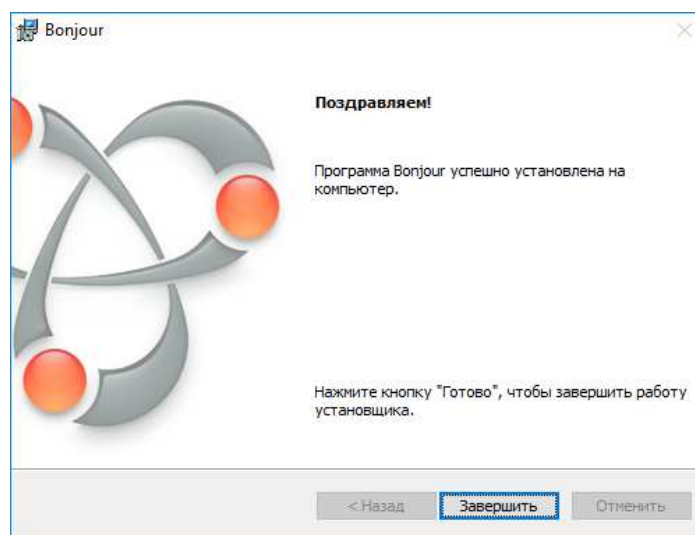 Bonjour
Поздравляем!
Программа Bonjour успешно установлена на
компьютер.
Нажмите кнопку "Готово", чтобы завершить работу
установщика.
< Назад
Завершить
Отменить